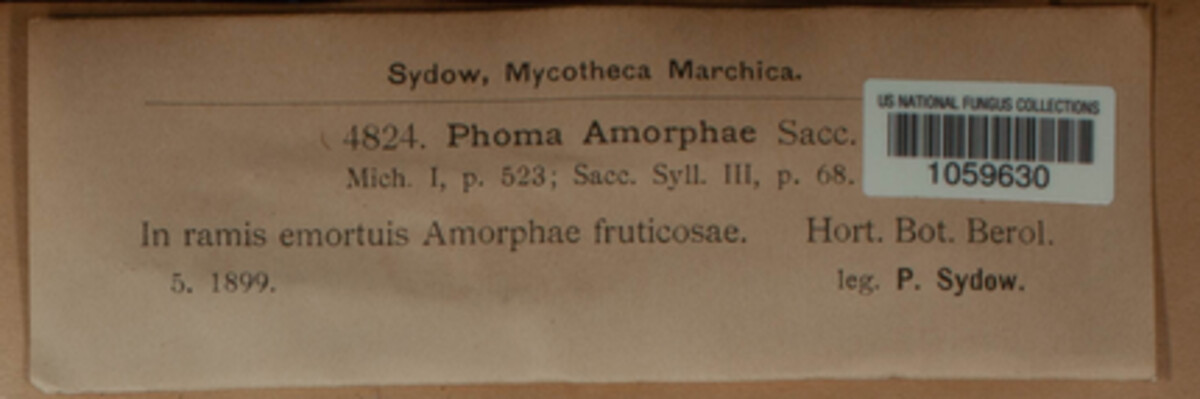 Sydow, Mycotheca Marchica.
US NATIONAL FUNGUS COLLECTIONS
1059630
4824. Phoma Amorphae Sacc.
Mich. I, p. 523; Sacc. Syll. III, p. 68.
In ramis emortuis Amorphae fruticosae. Hort. Bot. Berol.
5. 1899. leg. P. Sydow.